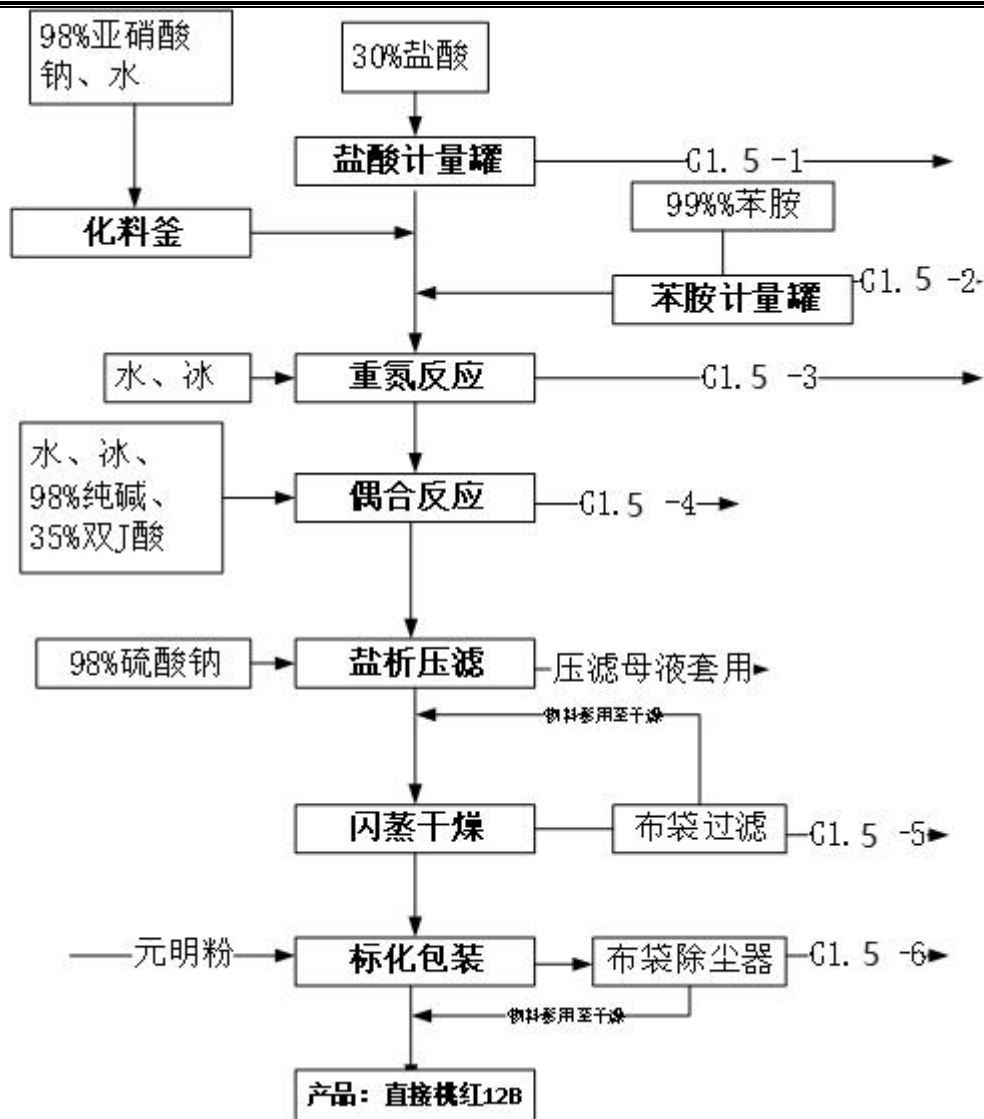 98%亚硝酸
钠、水
30%盐酸
盐酸计量罐
G1.5-1
99%%苯胺
化料釜
苯胺计量罐
G1.5-2
水、冰
重氮反应
G1.5-3
水、冰、
98%纯碱、
35%双J酸
偶合反应
G1.5-4
98%硫酸钠
盐析压滤
压滤母液套用
物料套用至干燥
闪蒸干燥
布袋过滤
G1.5-5
元明粉
标化包装
布袋除尘器
G1.5-6
物料套用至干燥
产品：直接桃红12B